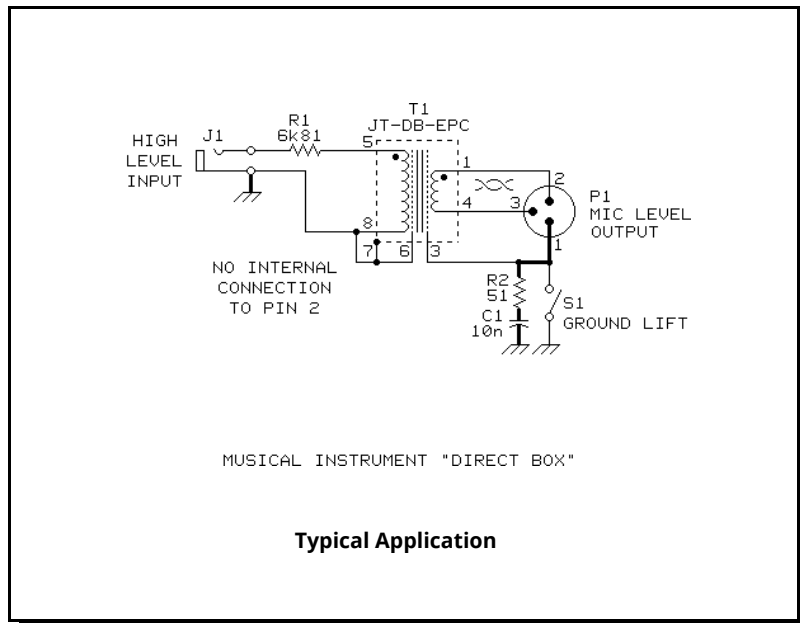 T1
JT-DB-EPC
R1
6k81
J1
HIGH
LEVEL
INPUT
5
8
7
6
3
1
4
2
3
1
P1
MIC LEVEL
OUTPUT
NO INTERNAL
CONNECTION
TO PIN 2
R2
51
C1
10n
S1
GROUND LIFT
MUSICAL INSTRUMENT "DIRECT BOX"
Typical Application